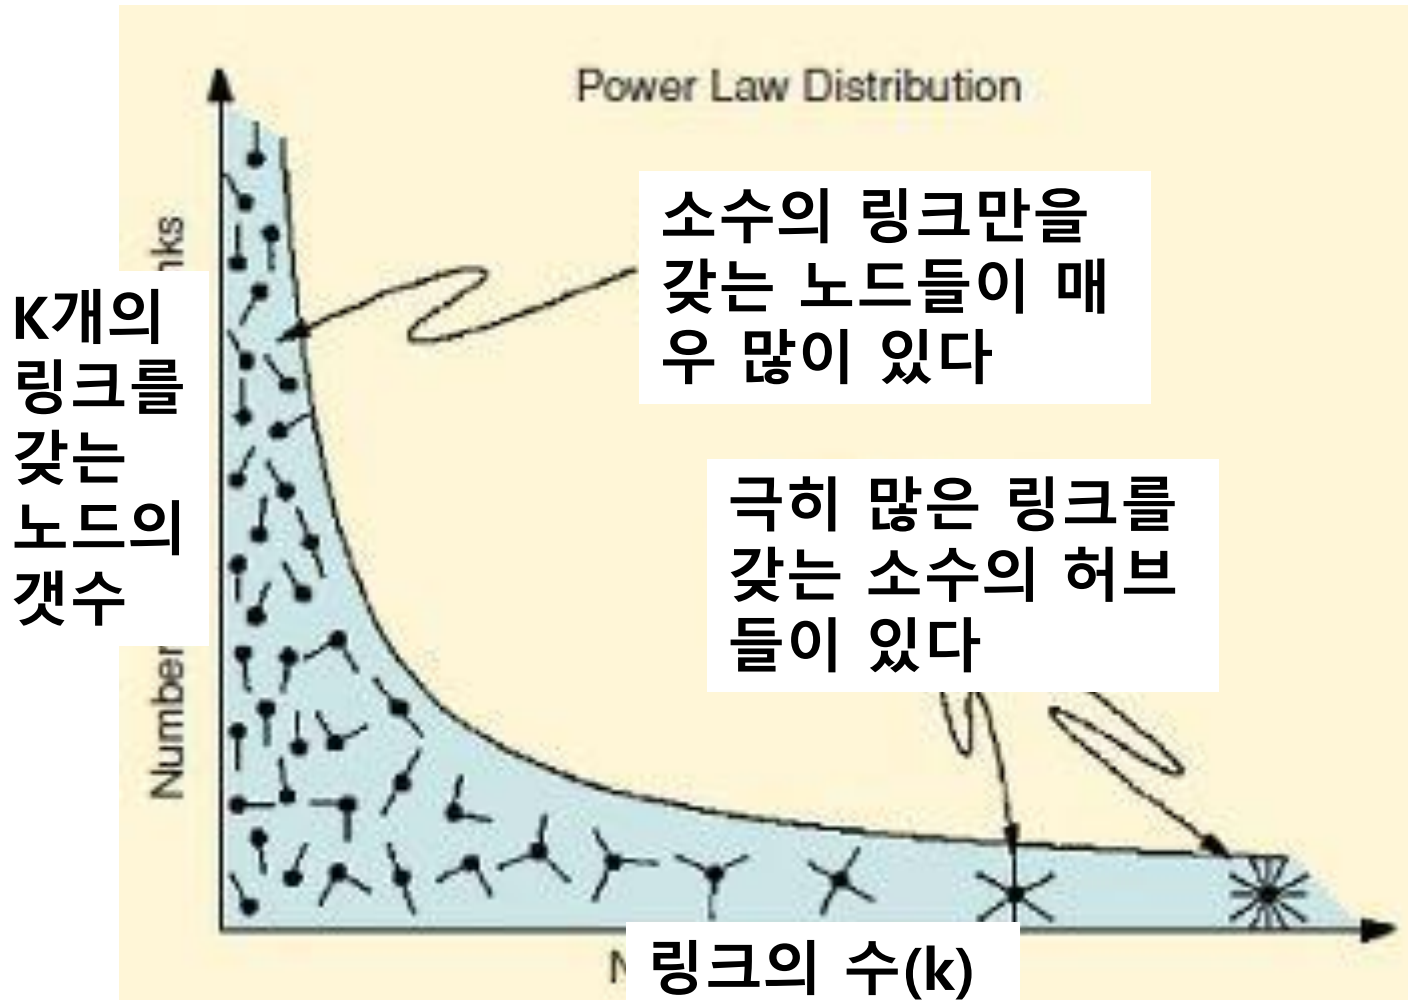 Power Law Distribution
소수의 링크만을
갖는 노드들이 매
우 많이 있다
K개의
링크를
갖는
노드의
갯수
극히 많은 링크를
갖는 소수의 허브
들이 있다
Number
링크의 수(k)